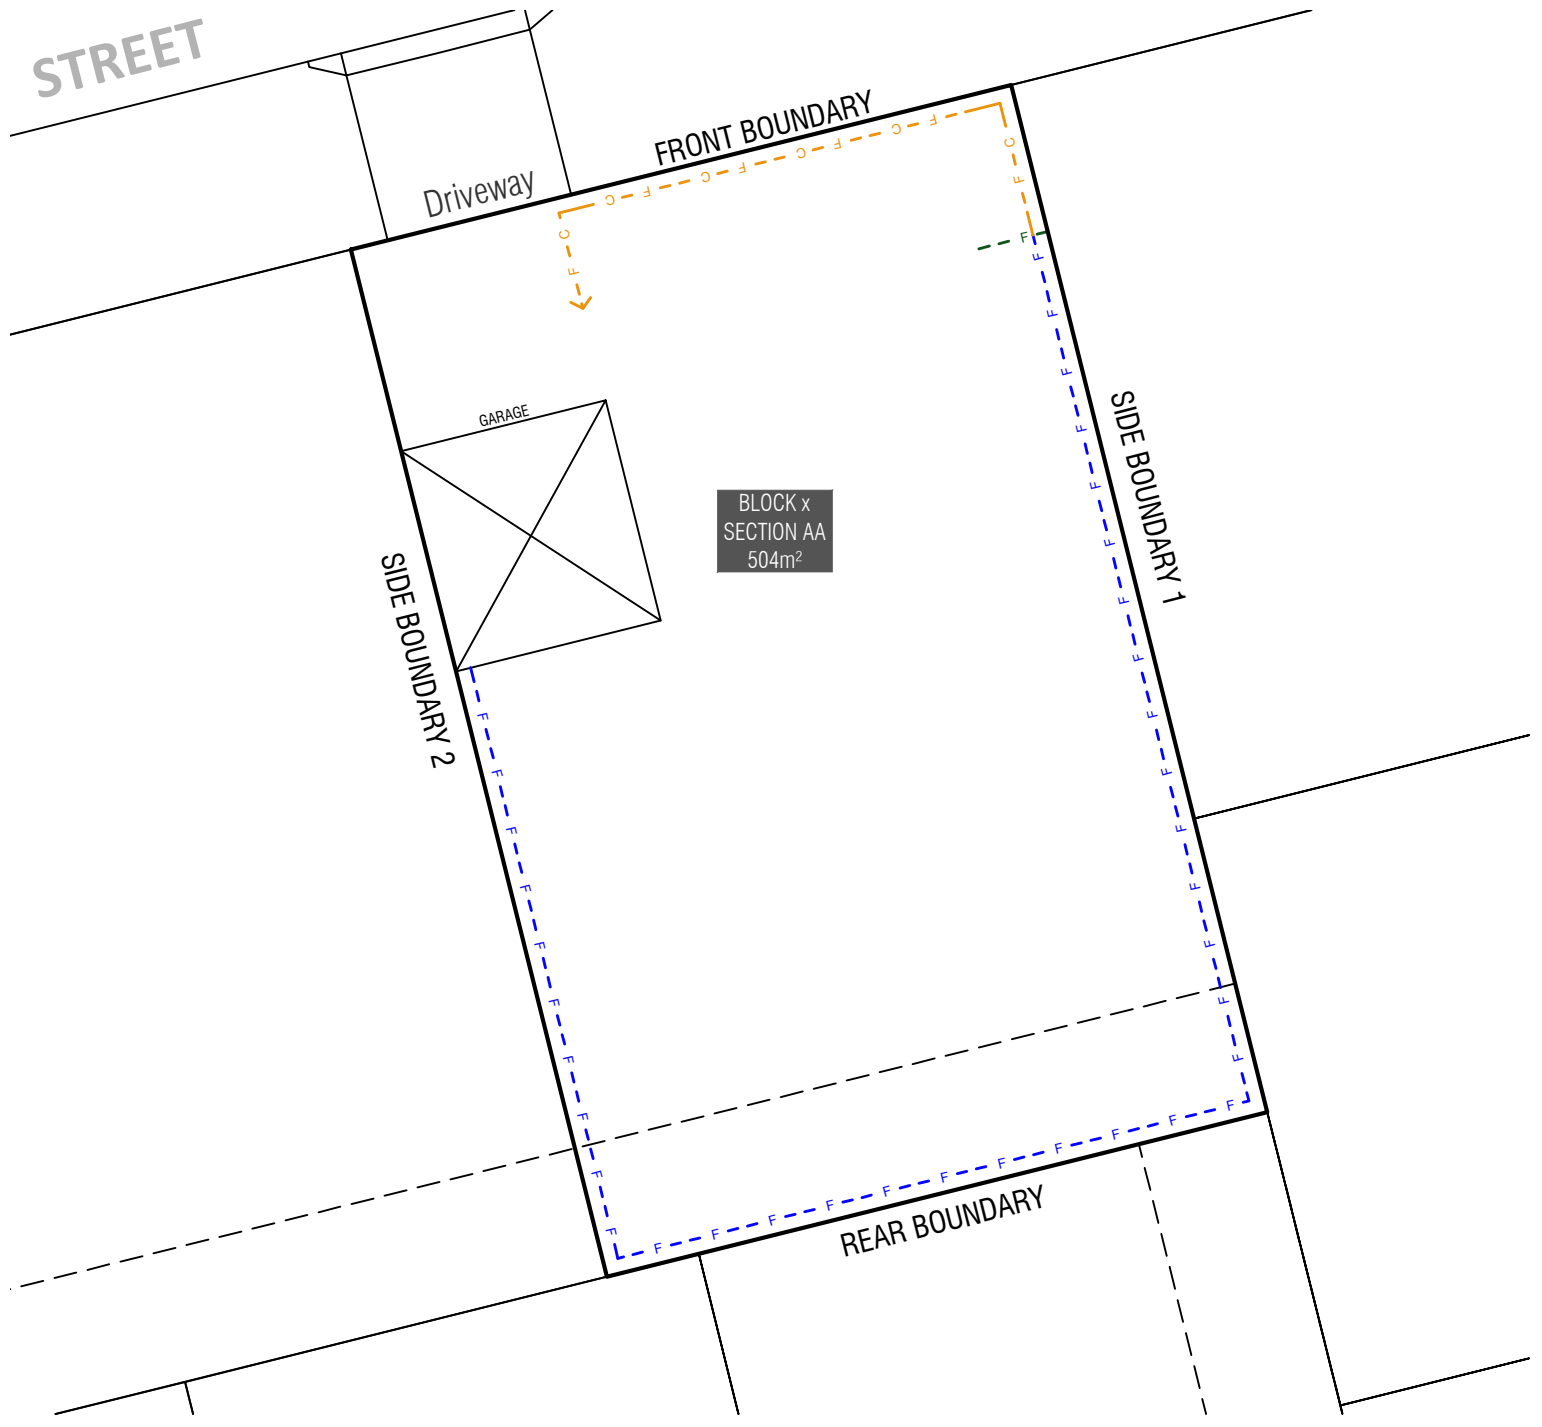 STREET
FRONT BOUNDARY
Driveway
C F C F C F C F
C
F
C
F
F
GARAGE
BLOCK x
SECTION AA
504m²
SIDE BOUNDARY 1
SIDE BOUNDARY 2
F F F F F F F F F F F F F F F
F F F F F F F F F F
F F F F F F F F F F F
REAR BOUNDARY